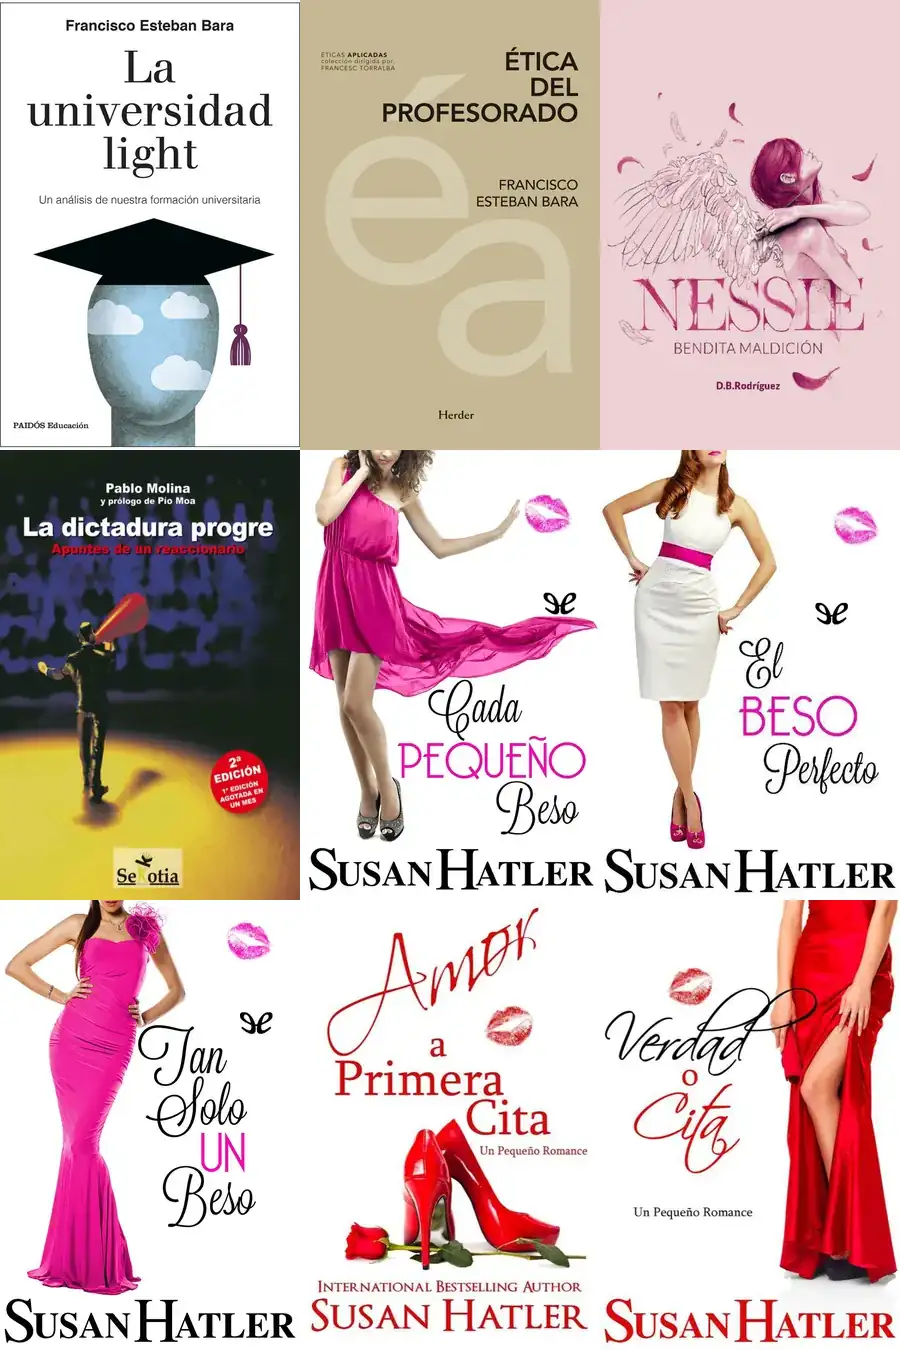 Francisco Esteban Bara
La
universidad
light
Un análisis de nuestra formación universitaria
PAIDÓS Educación
ÉTICAS APLICADAS
colección dirigida por
FRANCESC TORRALBA
ÉTICA
DEL
PROFESORADO
FRANCISCO
ESTEBAN BARA
éa
Herder
NESSIE
BENDITA MALDICIÓN
D.B.Rodríguez
Pablo Molina
y prólogo de Pío Moa
La dictadura progre
Apuntes de un reaccionario
2ª
EDICIÓN
1ª EDICIÓN
AGOTADA EN
UN MES
Sekotia
Cada
PEQUEÑO
Beso
SUSAN HATLER
El
BESO
Perfecto
SUSAN HATLER
Tan
Solo
UN
Beso
SUSAN HATLER
Amor
a
Primera
Cita
Un Pequeño Romance
INTERNATIONAL BESTSELLING AUTHOR
SUSAN HATLER
Verdad
o
Cita
Un Pequeño Romance
SUSAN HATLER